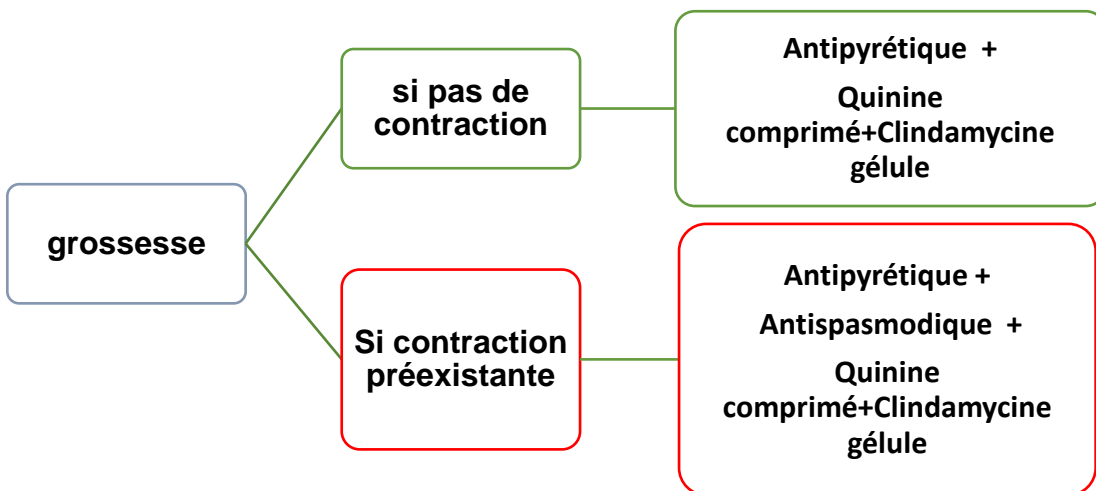 grossesse
si pas de
contraction
Antipyrétique +
Quinine
comprimé+Clindamycine
gélule
Si contraction
préexistante
Antipyrétique +
Antispasmodique +
Quinine
comprimé+Clindamycine
gélule